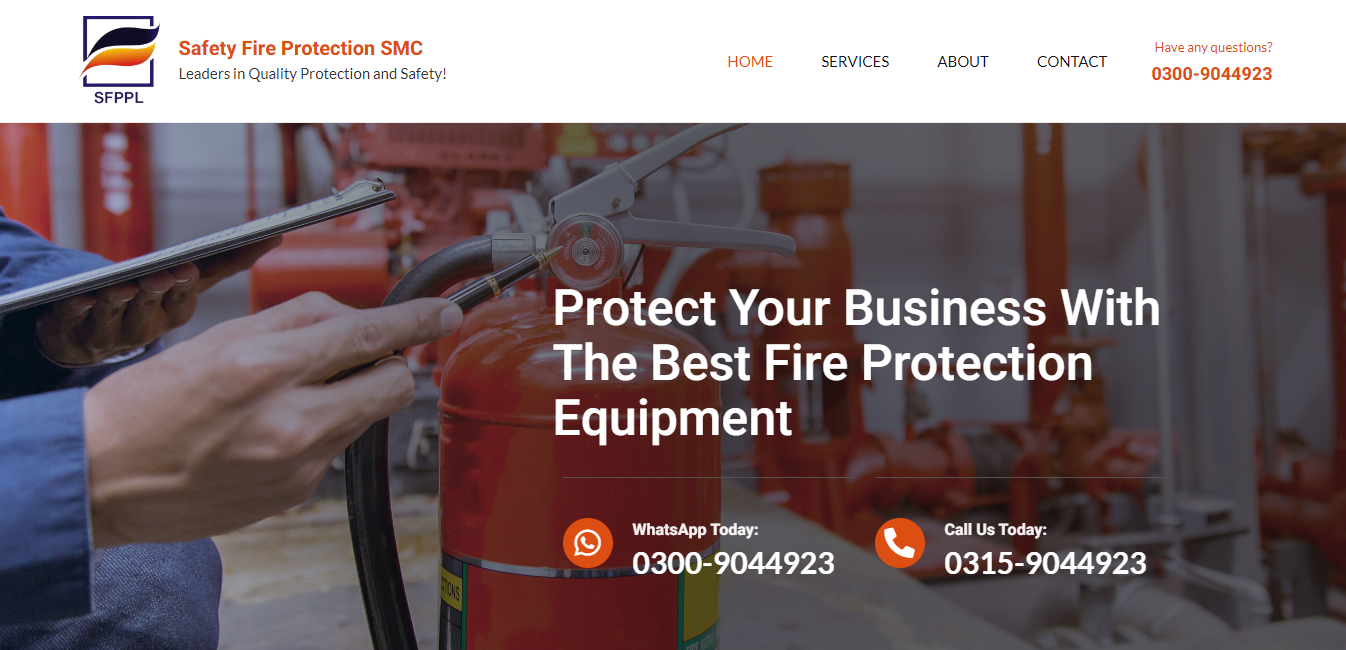 SFPPL
Safety Fire Protection SMC
Leaders in Quality Protection and Safety!
HOME SERVICES ABOUT CONTACT
Have any questions?
0300-9044923
Protect Your Business With
The Best Fire Protection
Equipment
WhatsApp Today:
0300-9044923
Call Us Today:
0315-9044923